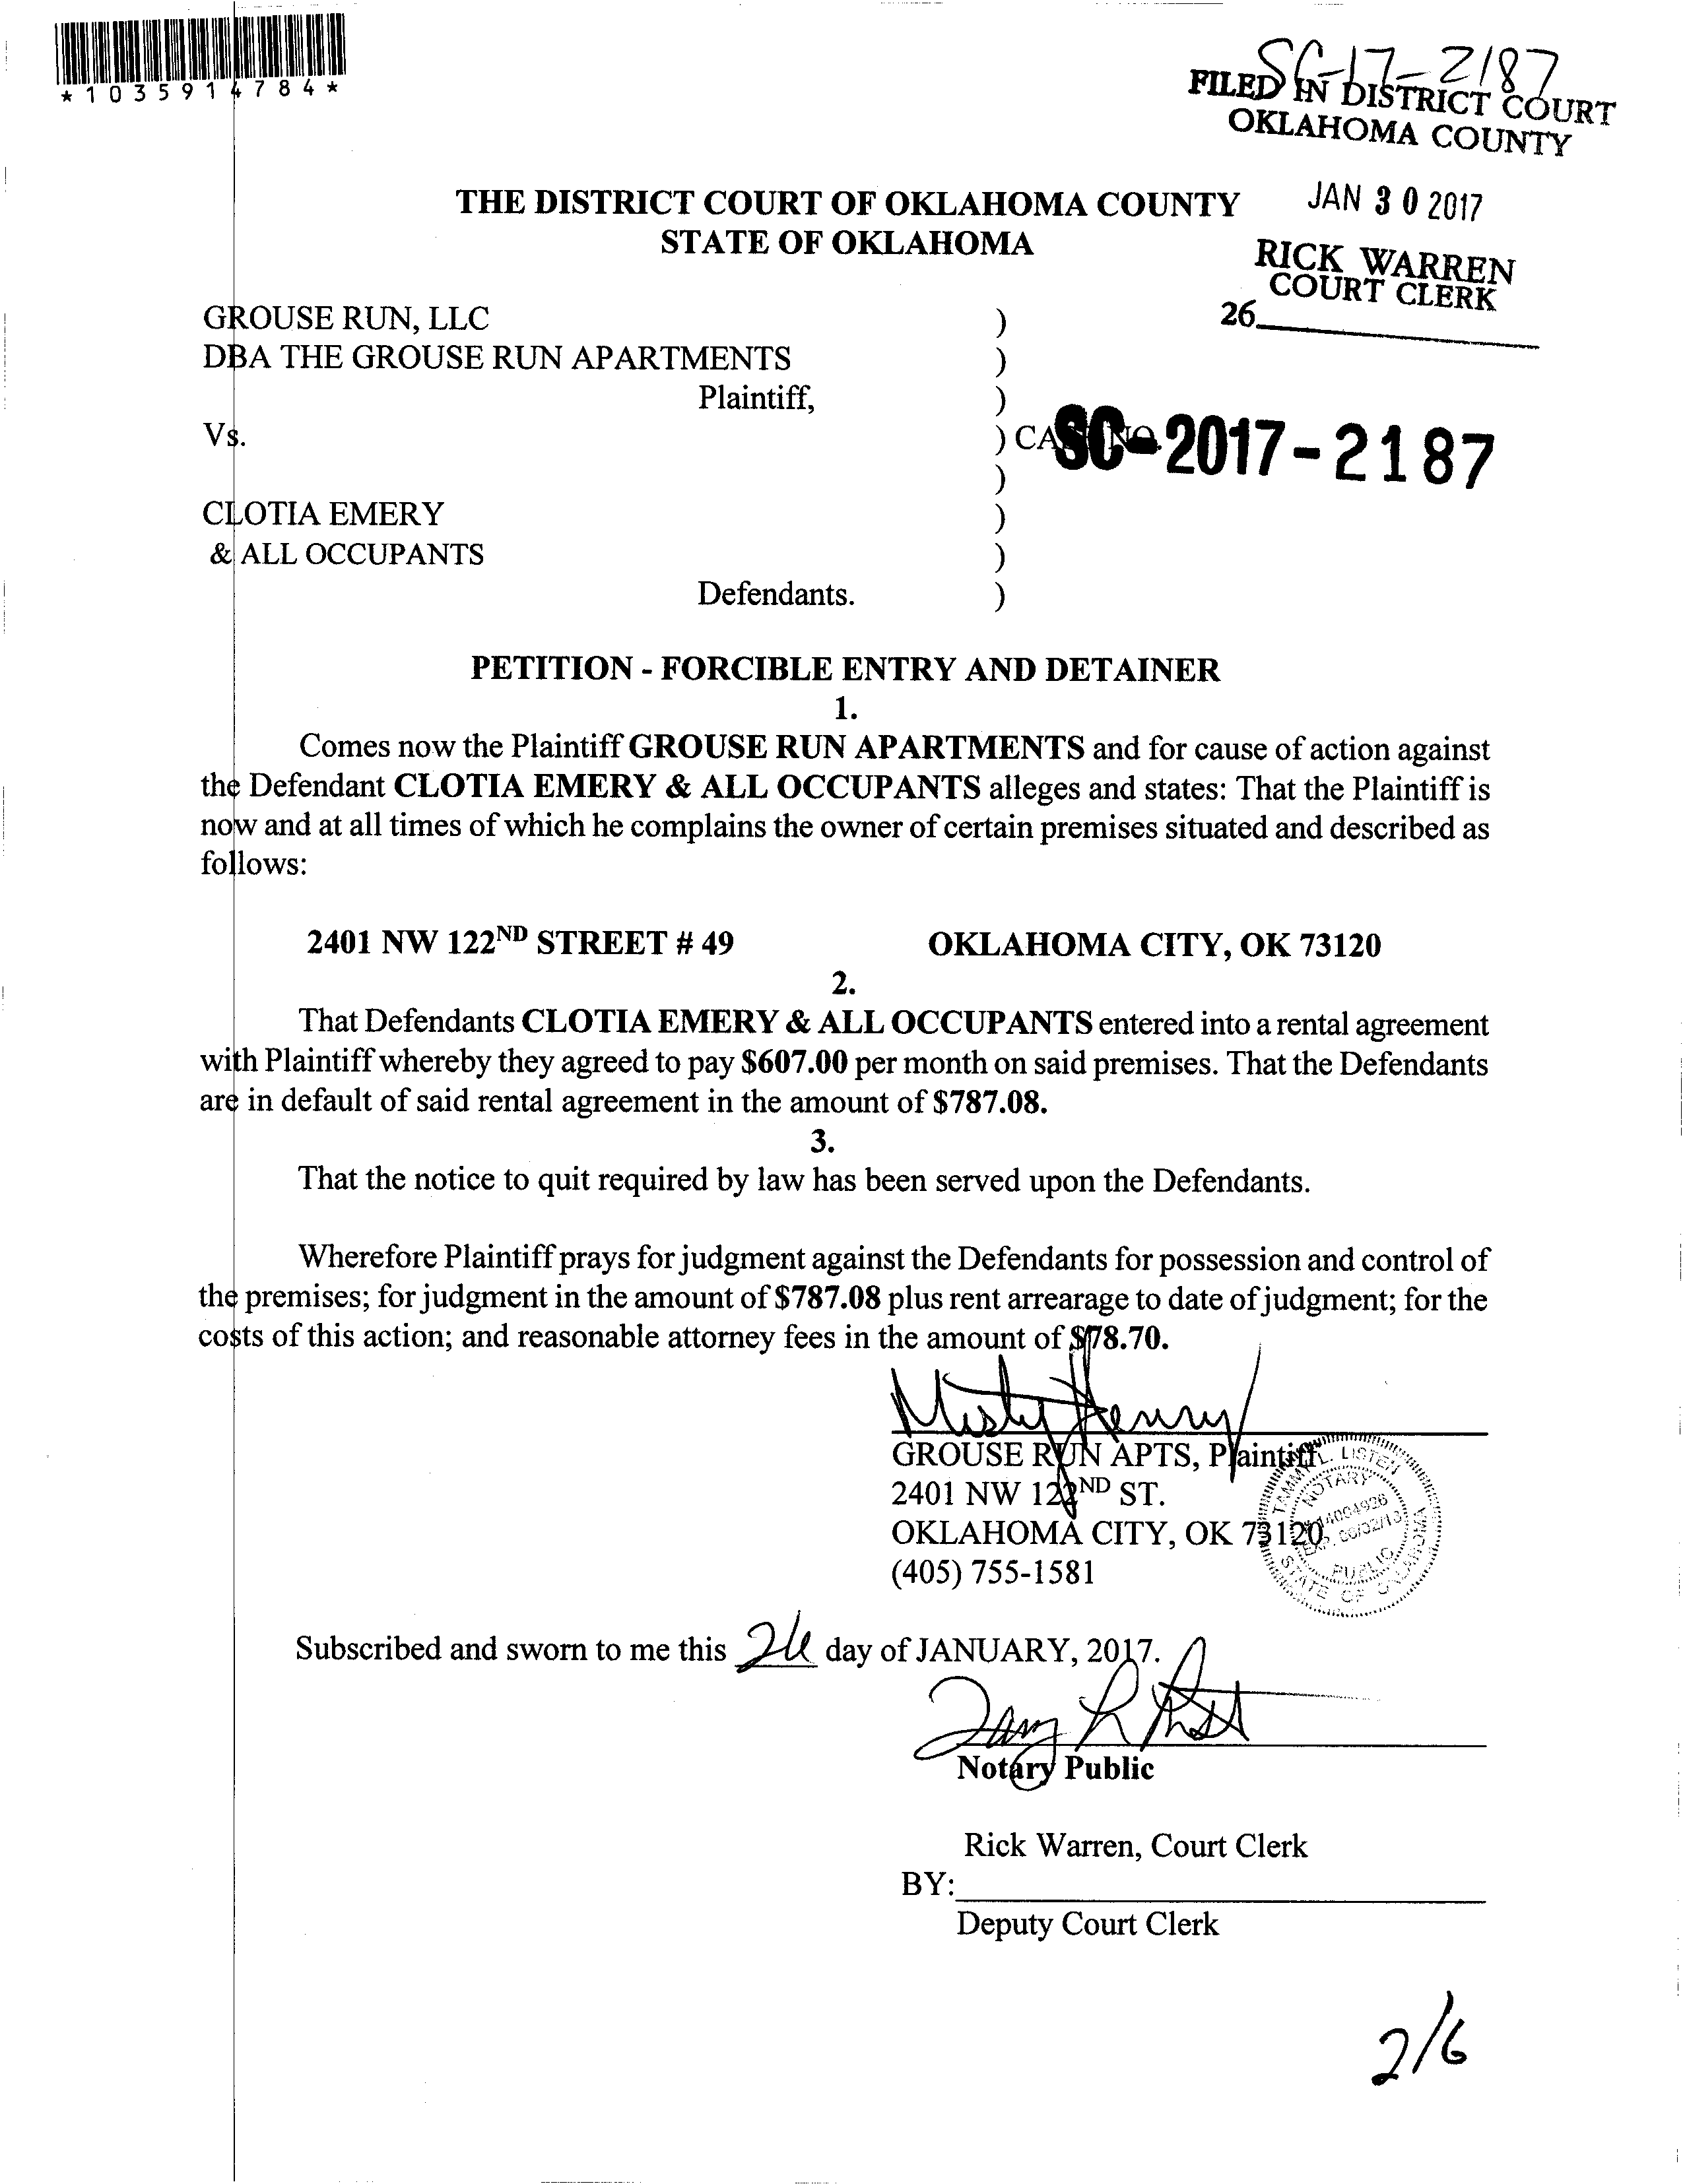 *1035914784*
SC-17-2187
FILED IN DISTRICT COURT
OKLAHOMA COUNTY
JAN 30 2017
RICK WARREN
COURT CLERK
26
THE DISTRICT COURT OF OKLAHOMA COUNTY
STATE OF OKLAHOMA
GROUSE RUN, LLC )
DBA THE GROUSE RUN APARTMENTS )
Plaintiff, )
Vs. ) CASE NO. SC-2017-2187
)
CLOTIA EMERY )
& ALL OCCUPANTS )
Defendants. )
PETITION - FORCIBLE ENTRY AND DETAINER
1.
Comes now the Plaintiff GROUSE RUN APARTMENTS and for cause of action against
the Defendant CLOTIA EMERY & ALL OCCUPANTS alleges and states: That the Plaintiff is
now and at all times of which he complains the owner of certain premises situated and described as
follows:
2401 NW 122ND STREET # 49 OKLAHOMA CITY, OK 73120
2.
That Defendants CLOTIA EMERY & ALL OCCUPANTS entered into a rental agreement
with Plaintiff whereby they agreed to pay $607.00 per month on said premises. That the Defendants
are in default of said rental agreement in the amount of $787.08.
3.
That the notice to quit required by law has been served upon the Defendants.
Wherefore Plaintiff prays for judgment against the Defendants for possession and control of
the premises; for judgment in the amount of $787.08 plus rent arrearage to date of judgment; for the
costs of this action; and reasonable attorney fees in the amount of $78.70.
Misty Henry
GROUSE RUN APTS, Plaintiff
2401 NW 122ND ST.
OKLAHOMA CITY, OK 73120
(405) 755-1581
TAMMY L. LISTEN
NOTARY
# 14004926
PUBLIC
STATE OF OKLAHOMA
Subscribed and sworn to me this 26 day of JANUARY, 2017.
Notary Public
Rick Warren, Court Clerk
BY:
Deputy Court Clerk
2/6